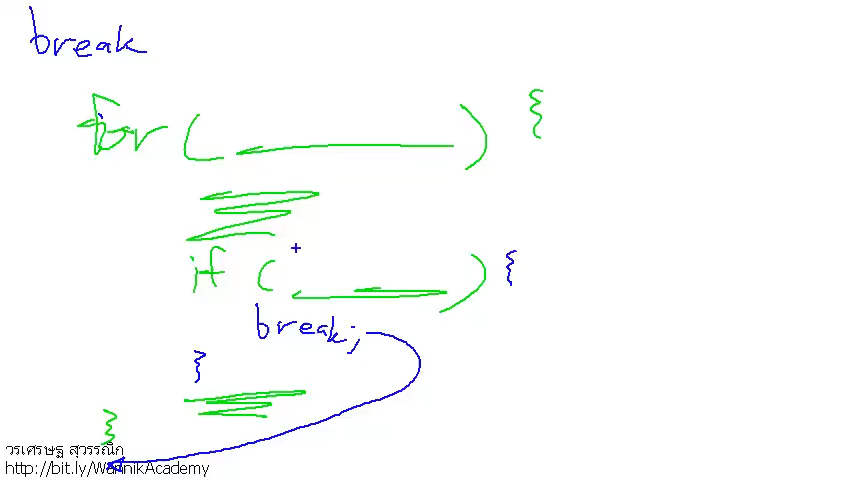 break
for ( ) {
if ( ) {
break;
}
}
วรเศรษฐ สุวรรณิก
http://bit.ly/WannikAcademy